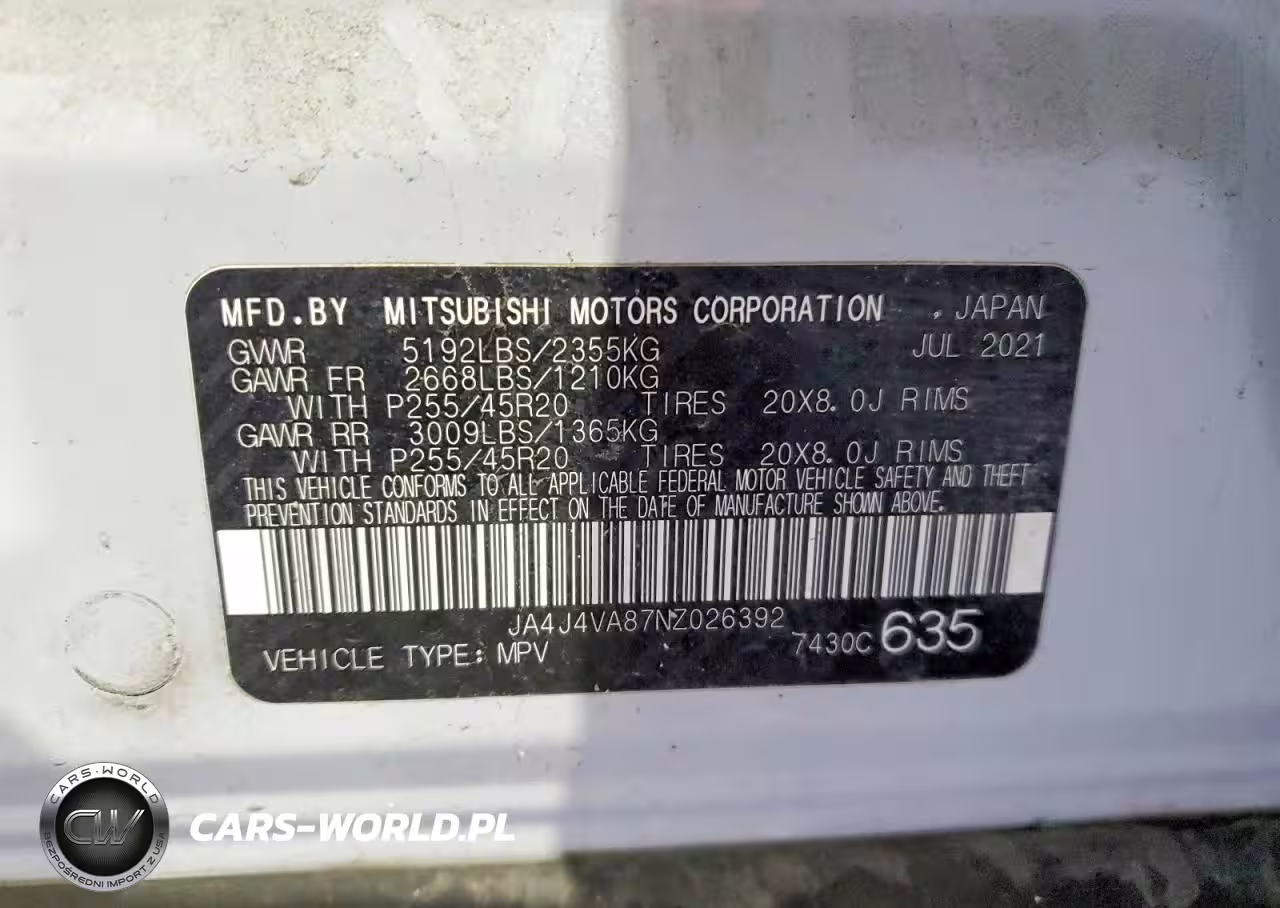 MFD.BY MITSUBISHI MOTORS CORPORATION , JAPAN
GVWR 5192LBS/2355KG JUL 2021
GAWR FR 2668LBS/1210KG
WITH P255/45R20 TIRES 20X8.0J RIMS
GAWR RR 3009LBS/1365KG
WITH P255/45R20 TIRES 20X8.0J RIMS
THIS VEHICLE CONFORMS TO ALL APPLICABLE FEDERAL MOTOR VEHICLE SAFETY AND THEFT
PREVENTION STANDARDS IN EFFECT ON THE DATE OF MANUFACTURE SHOWN ABOVE.
JA4J4VA87NZ026392
VEHICLE TYPE: MPV 7430C 635
CARS-WORLD
CW
BEZPOŚREDNI IMPORT Z USA
CARS-WORLD.PL